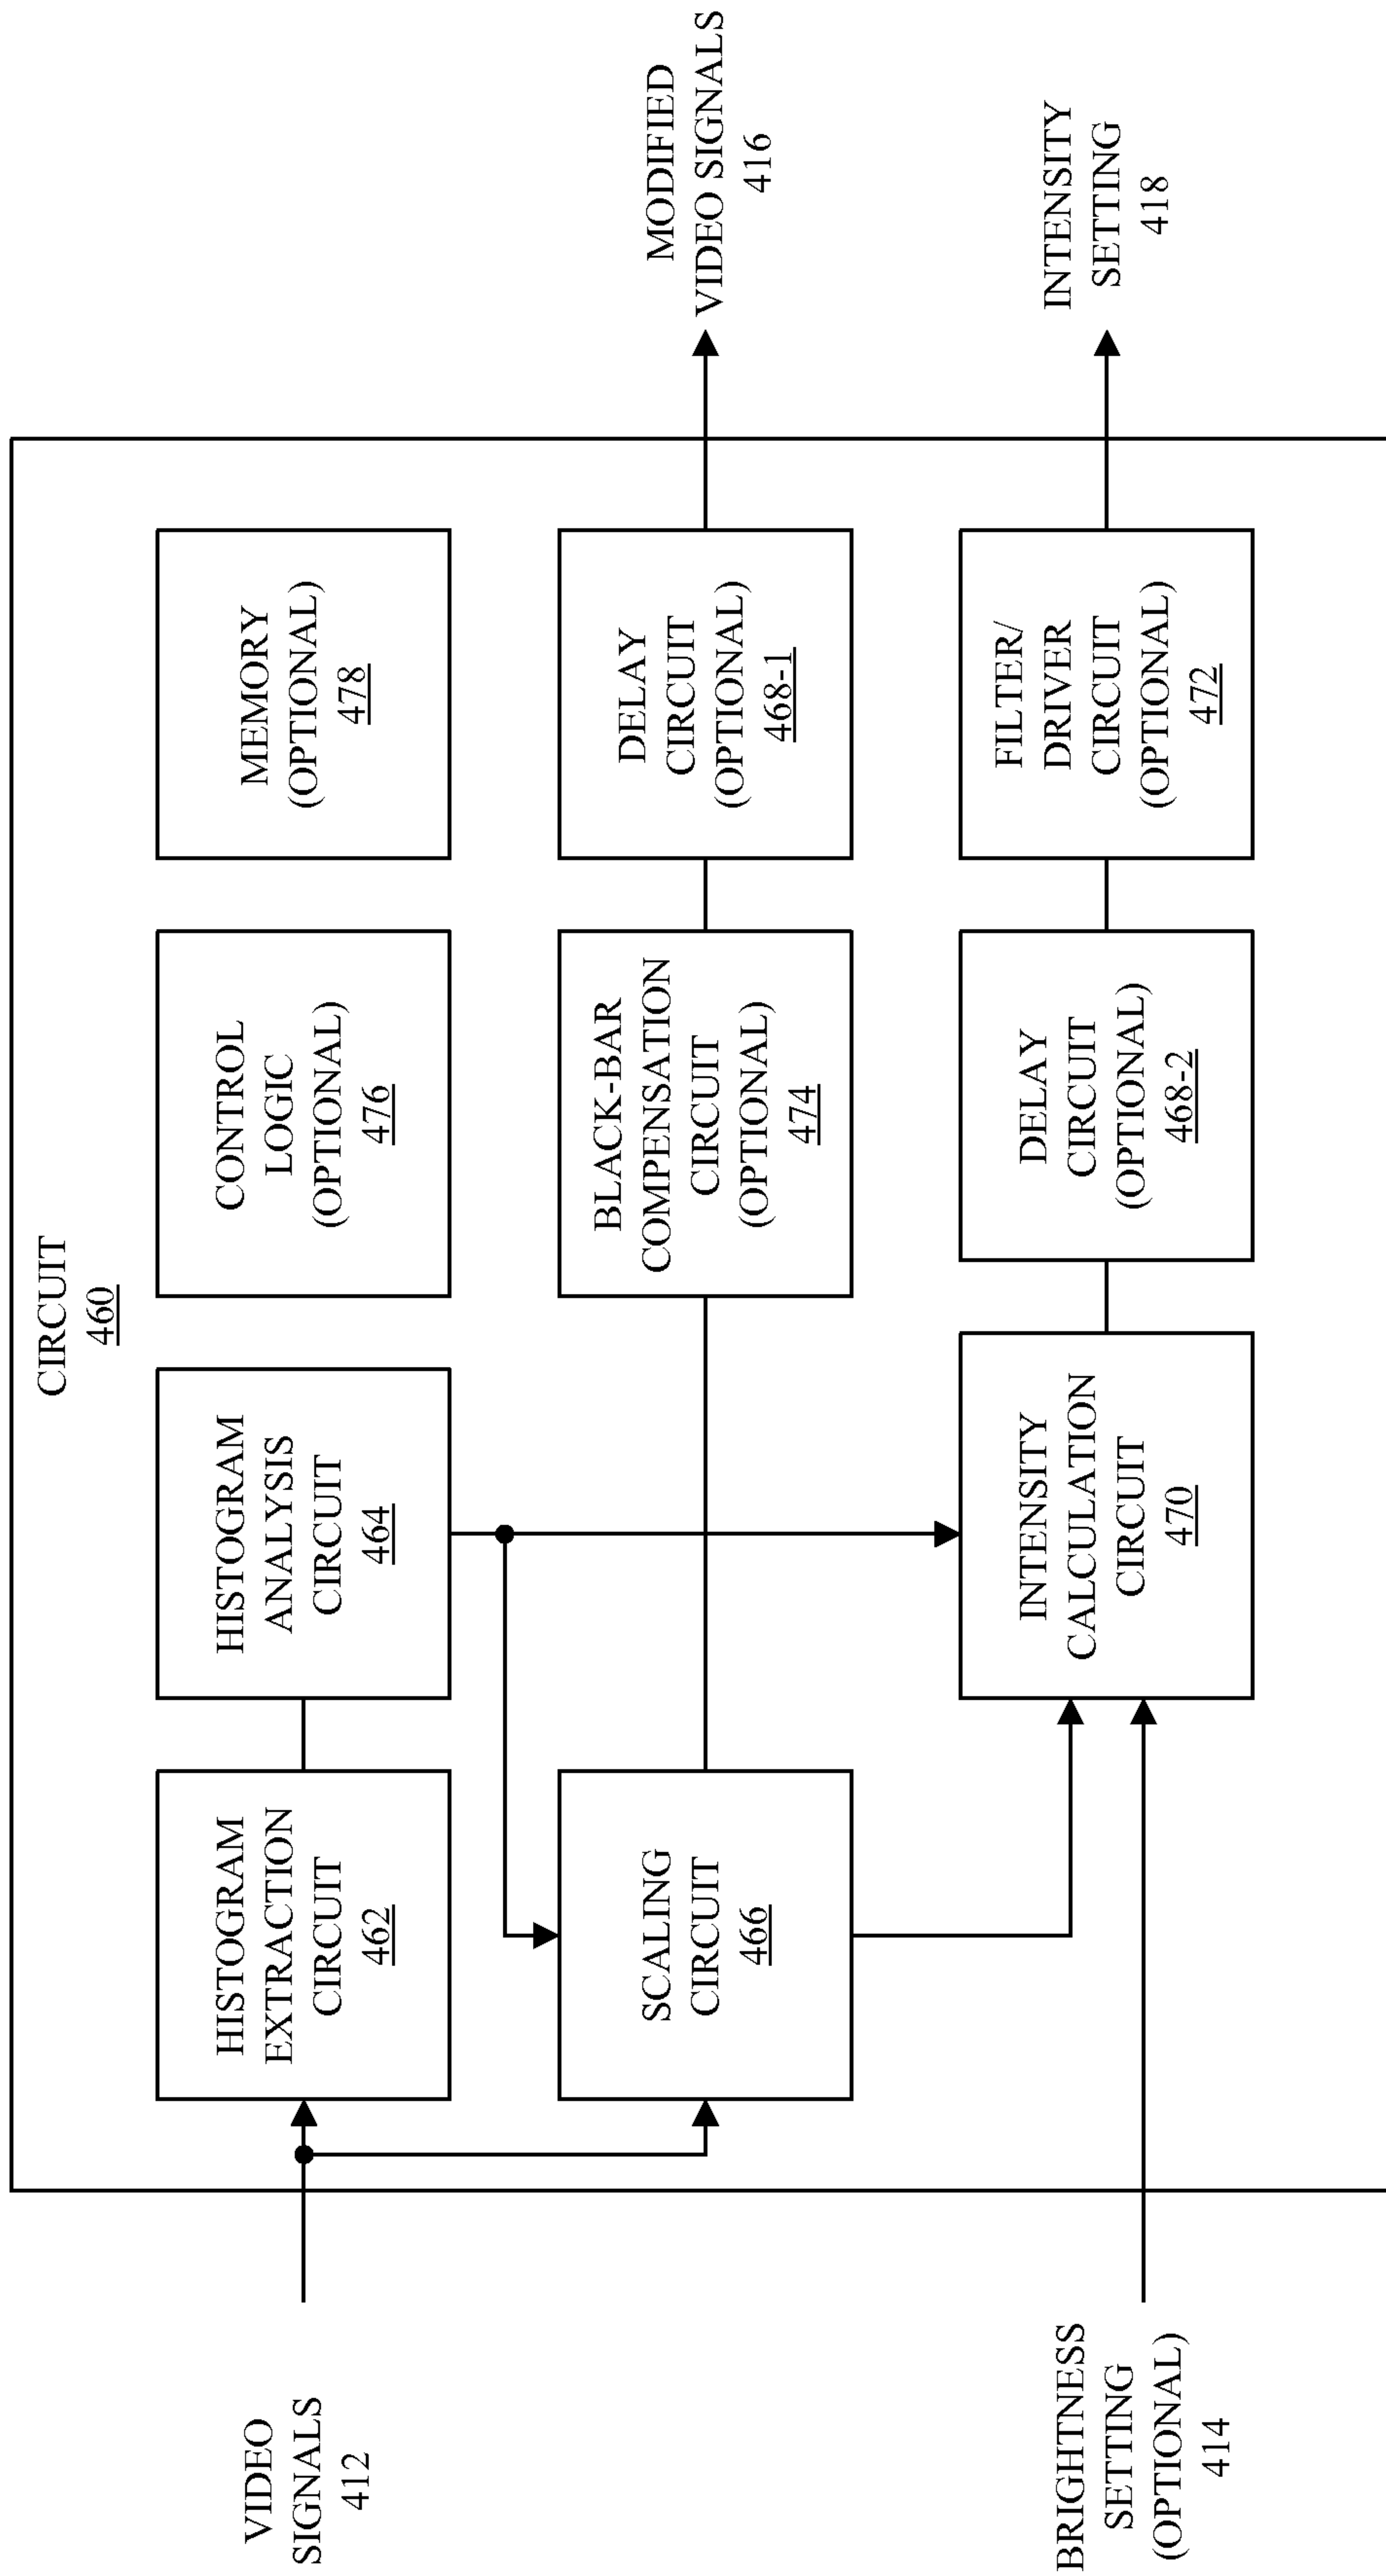 CIRCUIT
460
VIDEO
SIGNALS
412
HISTOGRAM
EXTRACTION
CIRCUIT
462
HISTOGRAM
ANALYSIS
CIRCUIT
464
CONTROL
LOGIC
(OPTIONAL)
476
MEMORY
(OPTIONAL)
478
SCALING
CIRCUIT
466
BLACK-BAR
COMPENSATION
CIRCUIT
(OPTIONAL)
474
DELAY
CIRCUIT
(OPTIONAL)
468-1
MODIFIED
VIDEO SIGNALS
416
BRIGHTNESS
SETTING
(OPTIONAL)
414
INTENSITY
CALCULATION
CIRCUIT
470
DELAY
CIRCUIT
(OPTIONAL)
468-2
FILTER/
DRIVER
CIRCUIT
(OPTIONAL)
472
INTENSITY
SETTING
418